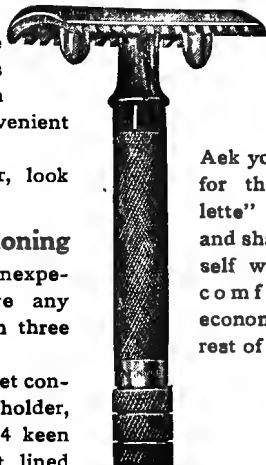 venient
r, look
oning
nexpe-
e any
n three
et con-
holder,
4 keen
t lined
Aek yo
for th
lette"
and sha
self w
comf
econom
rest of